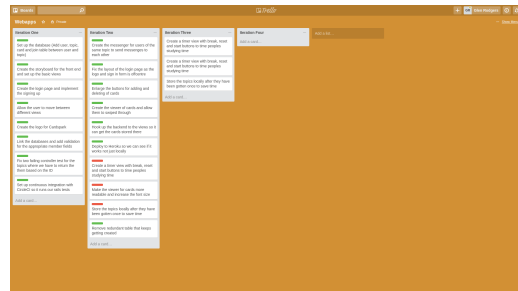 Boards
Trello
Webapps
Private
Iteration One
Set up the database (Add user, topic,
card and join table between user and
topic)
Create the storyboard for the front end
and set up the basic views
Create the login page and implement
the signing up
Allow the user to move between
different views
Create the logo for Cardspark
Link the databases and add validation
for the appropriate member fields
Fix two failing controller test for the
topics where we have to return the
item based on the ID
Set up continuous integration with
CircleCI so it runs our rails tests
Add a card...
Iteration Two
Create the messenger for users of the
same topic to send messages to
each other
Fix the layout of the login page so the
logo and sign in form is offcentre
Enlarge the buttons for adding and
deleting of cards
Create the viewer of cards and allow
them to swiped through
Hook up the backend to the views so it
can get the cards stored there
Deploy to Heroku so we can see if it's
works not just locally
Create a timer view with break, reset
and start buttons to time peoples
studying time
Make the viewer for cards more
readable and increase the font size
Store the topics locally after they have
been gotten once to save time
Remove redundant table that keeps
getting created
Add a card...
Iteration Three
Create a timer view with break, reset
and start buttons to time peoples
studying time
Create a timer view with break, reset
and start buttons to time peoples
studying time
Store the topics locally after they have
been gotten once to save time
Add a card...
Iteration Four
Add a card...
Add a list...